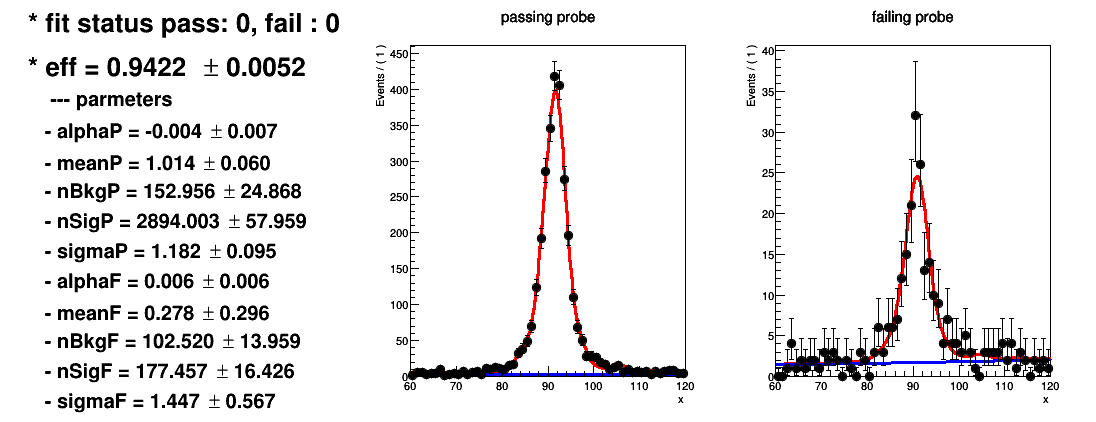 * fit status pass: 0, fail : 0
* eff = 0.9422 ± 0.0052
--- parmeters
- alphaP = -0.004 ± 0.007
- meanP = 1.014 ± 0.060
- nBkgP = 152.956 ± 24.868
- nSigP = 2894.003 ± 57.959
- sigmaP = 1.182 ± 0.095
- alphaF = 0.006 ± 0.006
- meanF = 0.278 ± 0.296
- nBkgF = 102.520 ± 13.959
- nSigF = 177.457 ± 16.426
- sigmaF = 1.447 ± 0.567
passing probe
Events / ( 1 )
450
400
350
300
250
200
150
100
50
0
60 70 80 90 100 110 120
x
failing probe
Events / ( 1 )
40
35
30
25
20
15
10
5
0
60 70 80 90 100 110 120
x